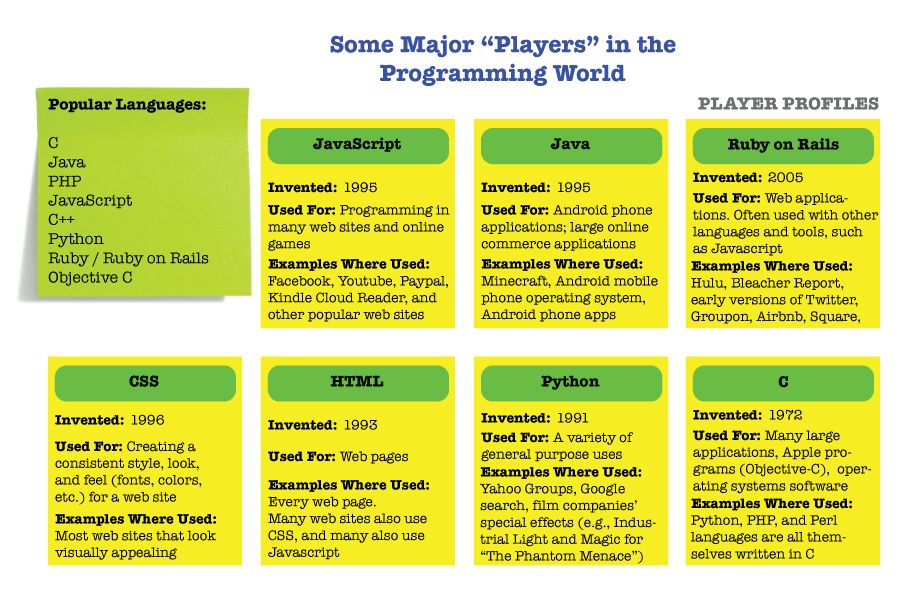 Some Major “Players” in the
Programming World
PLAYER PROFILES
Popular Languages:
C
Java
PHP
JavaScript
C++
Python
Ruby / Ruby on Rails
Objective C
JavaScript
Invented: 1995
Used For: Programming in
many web sites and online
games
Examples Where Used:
Facebook, Youtube, Paypal,
Kindle Cloud Reader, and
other popular web sites
Java
Invented: 1995
Used For: Android phone
applications; large online
commerce applications
Examples Where Used:
Minecraft, Android mobile
phone operating system,
Android phone apps
Ruby on Rails
Invented: 2005
Used For: Web applica-
tions. Often used with other
languages and tools, such
as Javascript
Examples Where Used:
Hulu, Bleacher Report,
early versions of Twitter,
Groupon, Airbnb, Square,
CSS
Invented: 1996
Used For: Creating a
consistent style, look,
and feel (fonts, colors,
etc.) for a web site
Examples Where Used:
Most web sites that look
visually appealing
HTML
Invented: 1993
Used For: Web pages
Examples Where Used:
Every web page.
Many web sites also use
CSS, and many also use
Javascript
Python
Invented: 1991
Used For: A variety of
general purpose uses
Examples Where Used:
Yahoo Groups, Google
search, film companies’
special effects (e.g., Indus-
trial Light and Magic for
“The Phantom Menace”)
C
Invented: 1972
Used For: Many large
applications, Apple pro-
grams (Objective-C), oper-
ating systems software
Examples Where Used:
Python, PHP, and Perl
languages are all them-
selves written in C